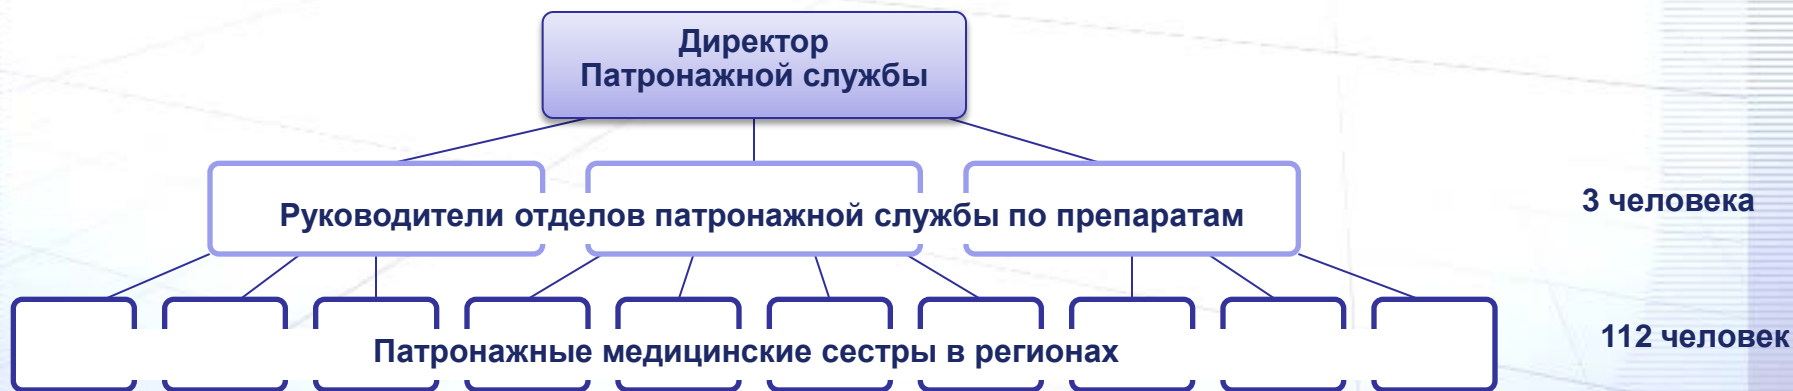 Директор
Патронажной службы
Руководители отделов патронажной службы по препаратам
3 человека
Патронажные медицинские сестры в регионах
112 человек